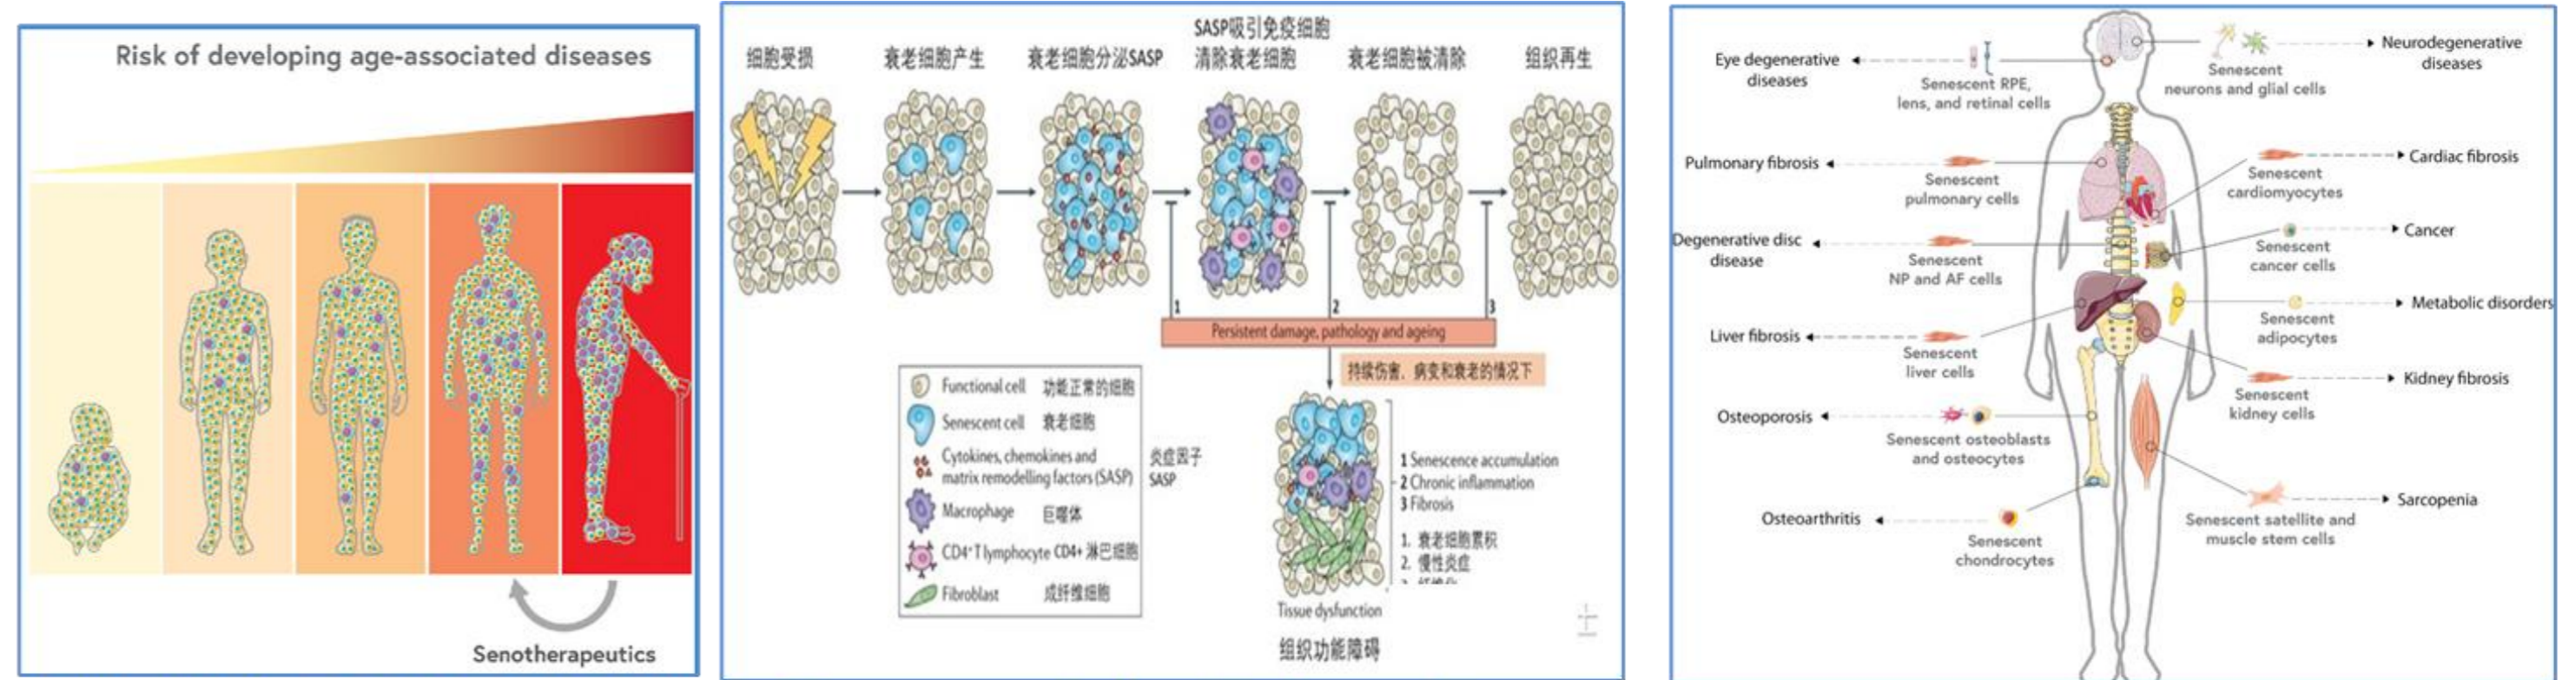 Risk of developing age-associated diseases
Senotherapeutics
细胞受损
衰老细胞产生
衰老细胞分泌SASP
SASP吸引免疫细胞
清除衰老细胞
衰老细胞被清除
组织再生
1
2
3
Persistent damage, pathology and ageing
持续伤害、病变和衰老的情况下
Functional cell 功能正常的细胞
Senescent cell 衰老细胞
Cytokines, chemokines and
matrix remodelling factors (SASP)
炎症因子
SASP
Macrophage 巨噬体
CD4⁺ T lymphocyte CD4+ 淋巴细胞
Fibroblast 成纤维细胞
1 Senescence accumulation
2 Chronic inflammation
3 Fibrosis
1. 衰老细胞累积
2. 慢性炎症
Tissue dysfunction
组织功能障碍
Eye degenerative
diseases
Senescent RPE,
lens, and retinal cells
Senescent
neurons and glial cells
Neurodegenerative
diseases
Pulmonary fibrosis
Senescent
pulmonary cells
Senescent
cardiomyocytes
Cardiac fibrosis
Degenerative disc
disease
Senescent
NP and AF cells
Senescent
cancer cells
Cancer
Liver fibrosis
Senescent
liver cells
Senescent
adipocytes
Metabolic disorders
Senescent
kidney cells
Kidney fibrosis
Osteoporosis
Senescent osteoblasts
and osteocytes
Osteoarthritis
Senescent
chondrocytes
Senescent satellite and
muscle stem cells
Sarcopenia